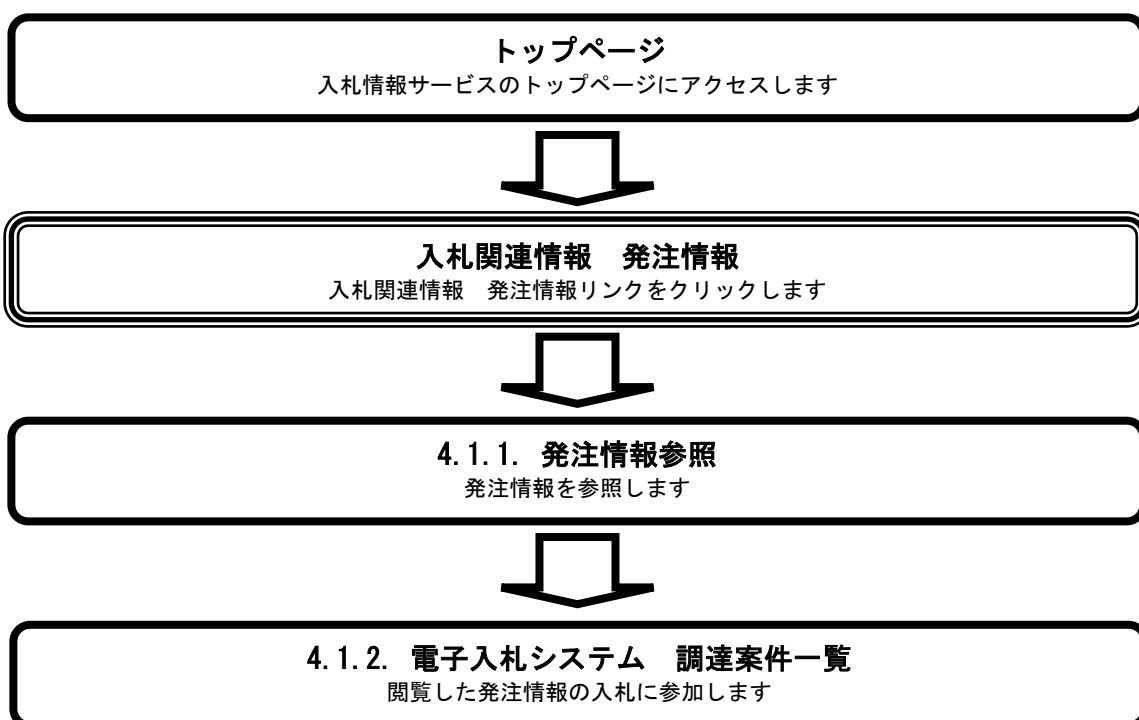 トップページ
入札情報サービスのトップページにアクセスします
入札関連情報　発注情報
入札関連情報　発注情報リンクをクリックします
4.1.1. 発注情報参照
発注情報を参照します
4.1.2. 電子入札システム　調達案件一覧
閲覧した発注情報の入札に参加します